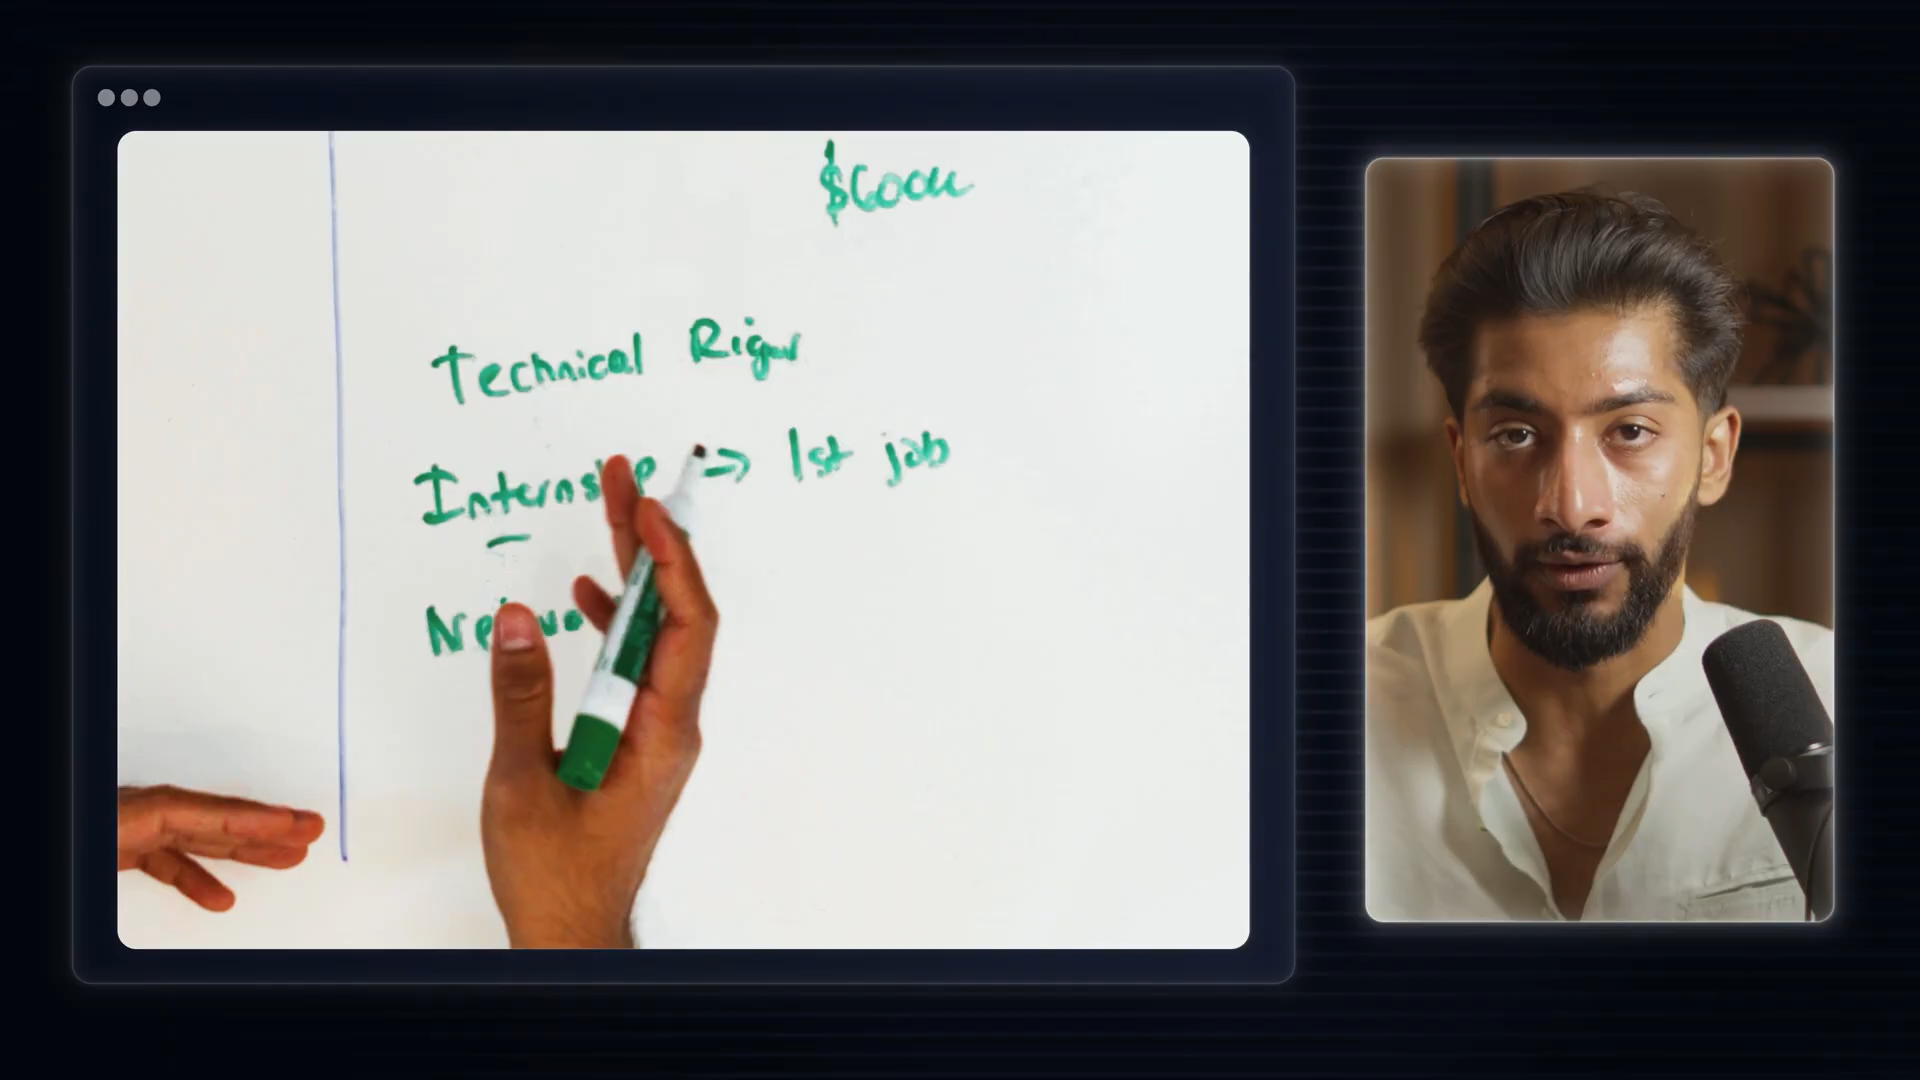 $600k
Technical Rigor
Internship => 1st job